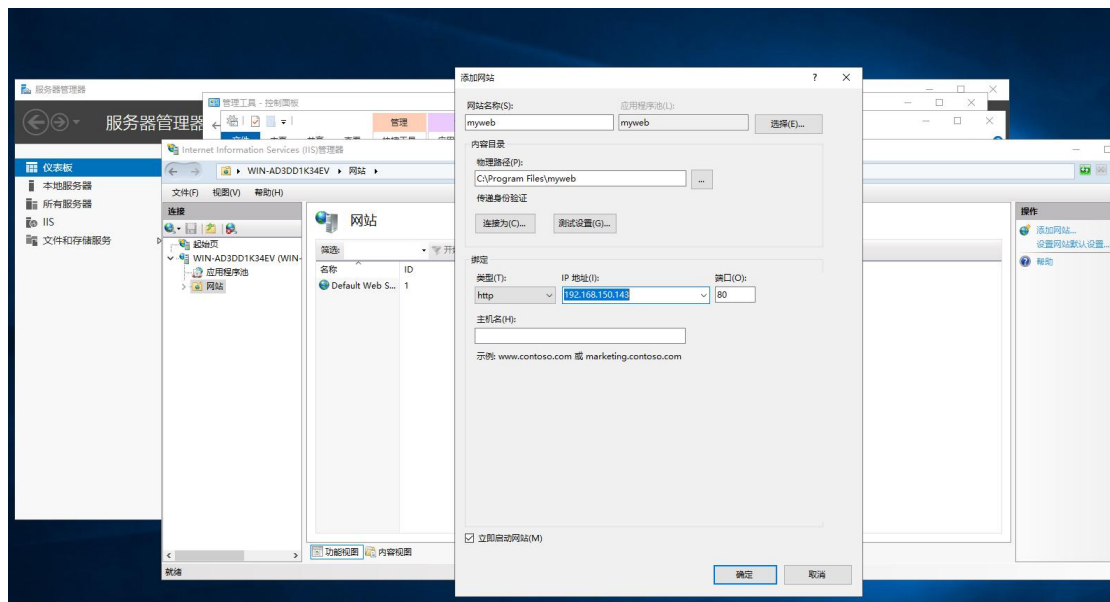 服务器管理器
服务器管理器
仪表板
本地服务器
所有服务器
IIS
文件和存储服务
管理工具 - 控制面板
管理
Internet Information Services (IIS)管理器
WIN-AD3DD1K34EV
网站
文件(F) 视图(V) 帮助(H)
连接
起始页
WIN-AD3DD1K34EV (WIN-
应用程序池
网站
网站
筛选:
名称 ID
Default Web S... 1
功能视图 内容视图
就绪
添加网站
? ×
网站名称(S): 应用程序池(L):
myweb myweb 选择(E)...
内容目录
物理路径(P):
C:\Program Files\myweb ...
传递身份验证
连接为(C)... 测试设置(G)...
绑定
类型(T): IP 地址(I): 端口(O):
http 192.168.150.143 80
主机名(H):
示例: www.contoso.com 或 marketing.contoso.com
立即启动网站(M)
确定 取消
操作
添加网站...
设置网站默认设置...
帮助